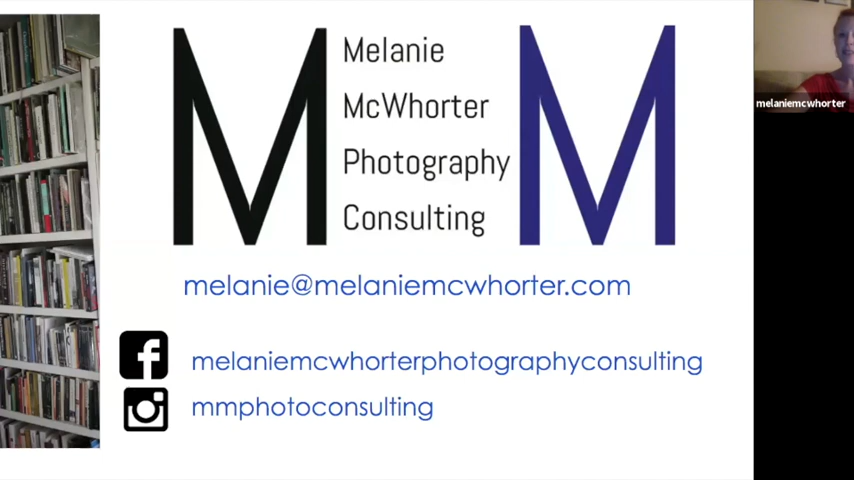 M M
Melanie
McWhorter
Photography
Consulting
melanie@melaniemcwhorter.com
melaniemcwhorterphotographyconsulting
mmphotoconsulting
melaniemcwhorter